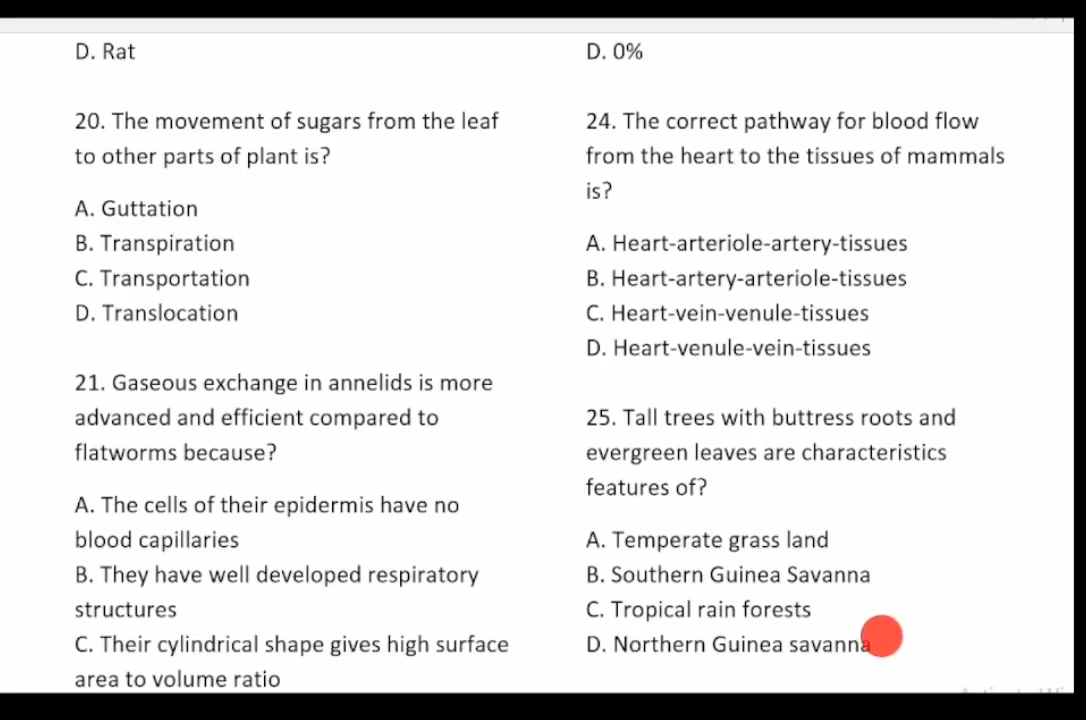 D. Rat
20. The movement of sugars from the leaf
to other parts of plant is?
A. Guttation
B. Transpiration
C. Transportation
D. Translocation
21. Gaseous exchange in annelids is more
advanced and efficient compared to
flatworms because?
A. The cells of their epidermis have no
blood capillaries
B. They have well developed respiratory
structures
C. Their cylindrical shape gives high surface
area to volume ratio
D. 0%
24. The correct pathway for blood flow
from the heart to the tissues of mammals
is?
A. Heart-arteriole-artery-tissues
B. Heart-artery-arteriole-tissues
C. Heart-vein-venule-tissues
D. Heart-venule-vein-tissues
25. Tall trees with buttress roots and
evergreen leaves are characteristics
features of?
A. Temperate grass land
B. Southern Guinea Savanna
C. Tropical rain forests
D. Northern Guinea savanna